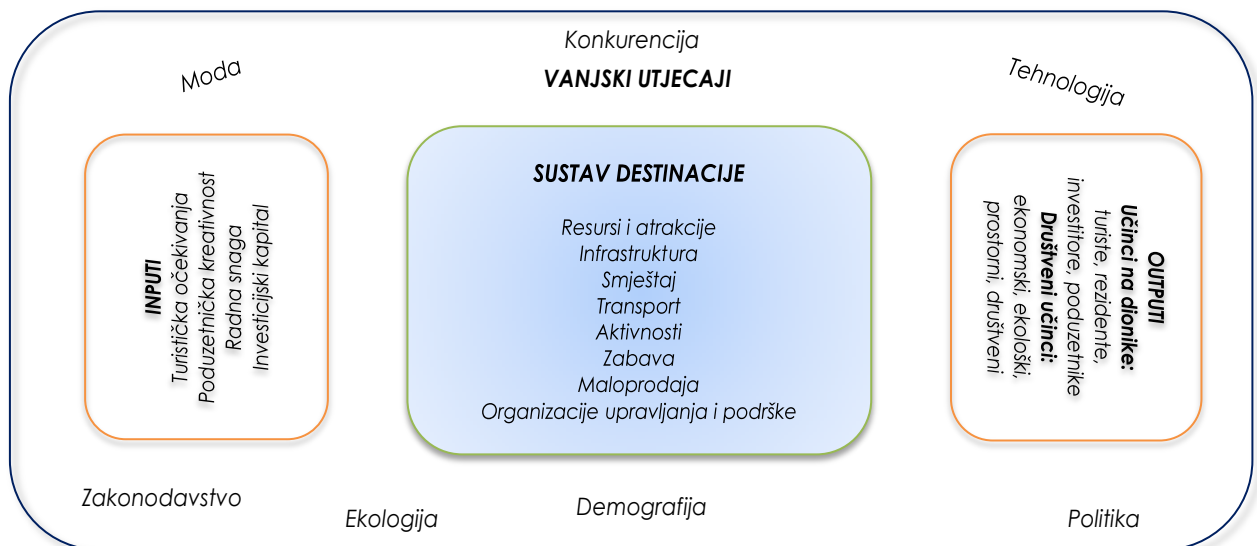 Konkurencija
VANJSKI UTJECAJI
Moda
Tehnologija
INPUTI
Turistička očekivanja
Poduzetnička kreativnost
Radna snaga
Investicijski kapital
SUSTAV DESTINACIJE
Resursi i atrakcije
Infrastruktura
Smještaj
Transport
Aktivnosti
Zabava
Maloprodaja
Organizacije upravljanja i podrške
OUTPUTI
Učinci na dionike:
turiste, rezidente,
investitore, poduzetnike
Društveni učinci:
ekonomski, ekološki,
prostorni, društveni
Zakonodavstvo
Ekologija
Demografija
Politika